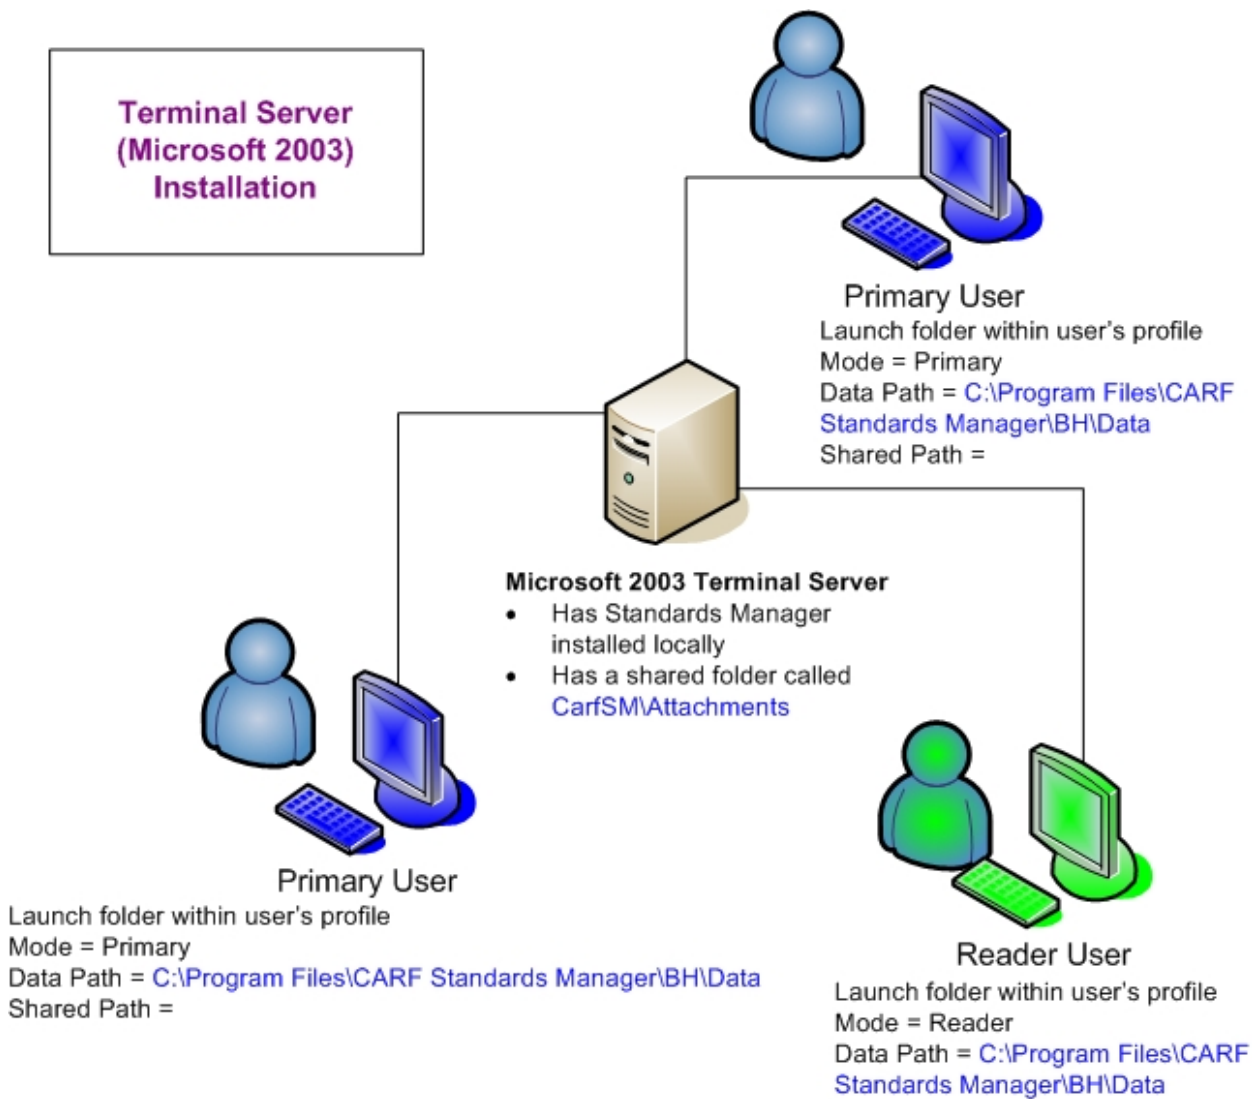 Terminal Server
(Microsoft 2003)
Installation
Primary User
Launch folder within user's profile
Mode = Primary
Data Path = C:\Program Files\CARF
Standards Manager\BH\Data
Shared Path =
Microsoft 2003 Terminal Server
• Has Standards Manager
installed locally
• Has a shared folder called
CarfSM\Attachments
Primary User
Launch folder within user's profile
Mode = Primary
Data Path = C:\Program Files\CARF Standards Manager\BH\Data
Shared Path =
Reader User
Launch folder within user's profile
Mode = Reader
Data Path = C:\Program Files\CARF
Standards Manager\BH\Data